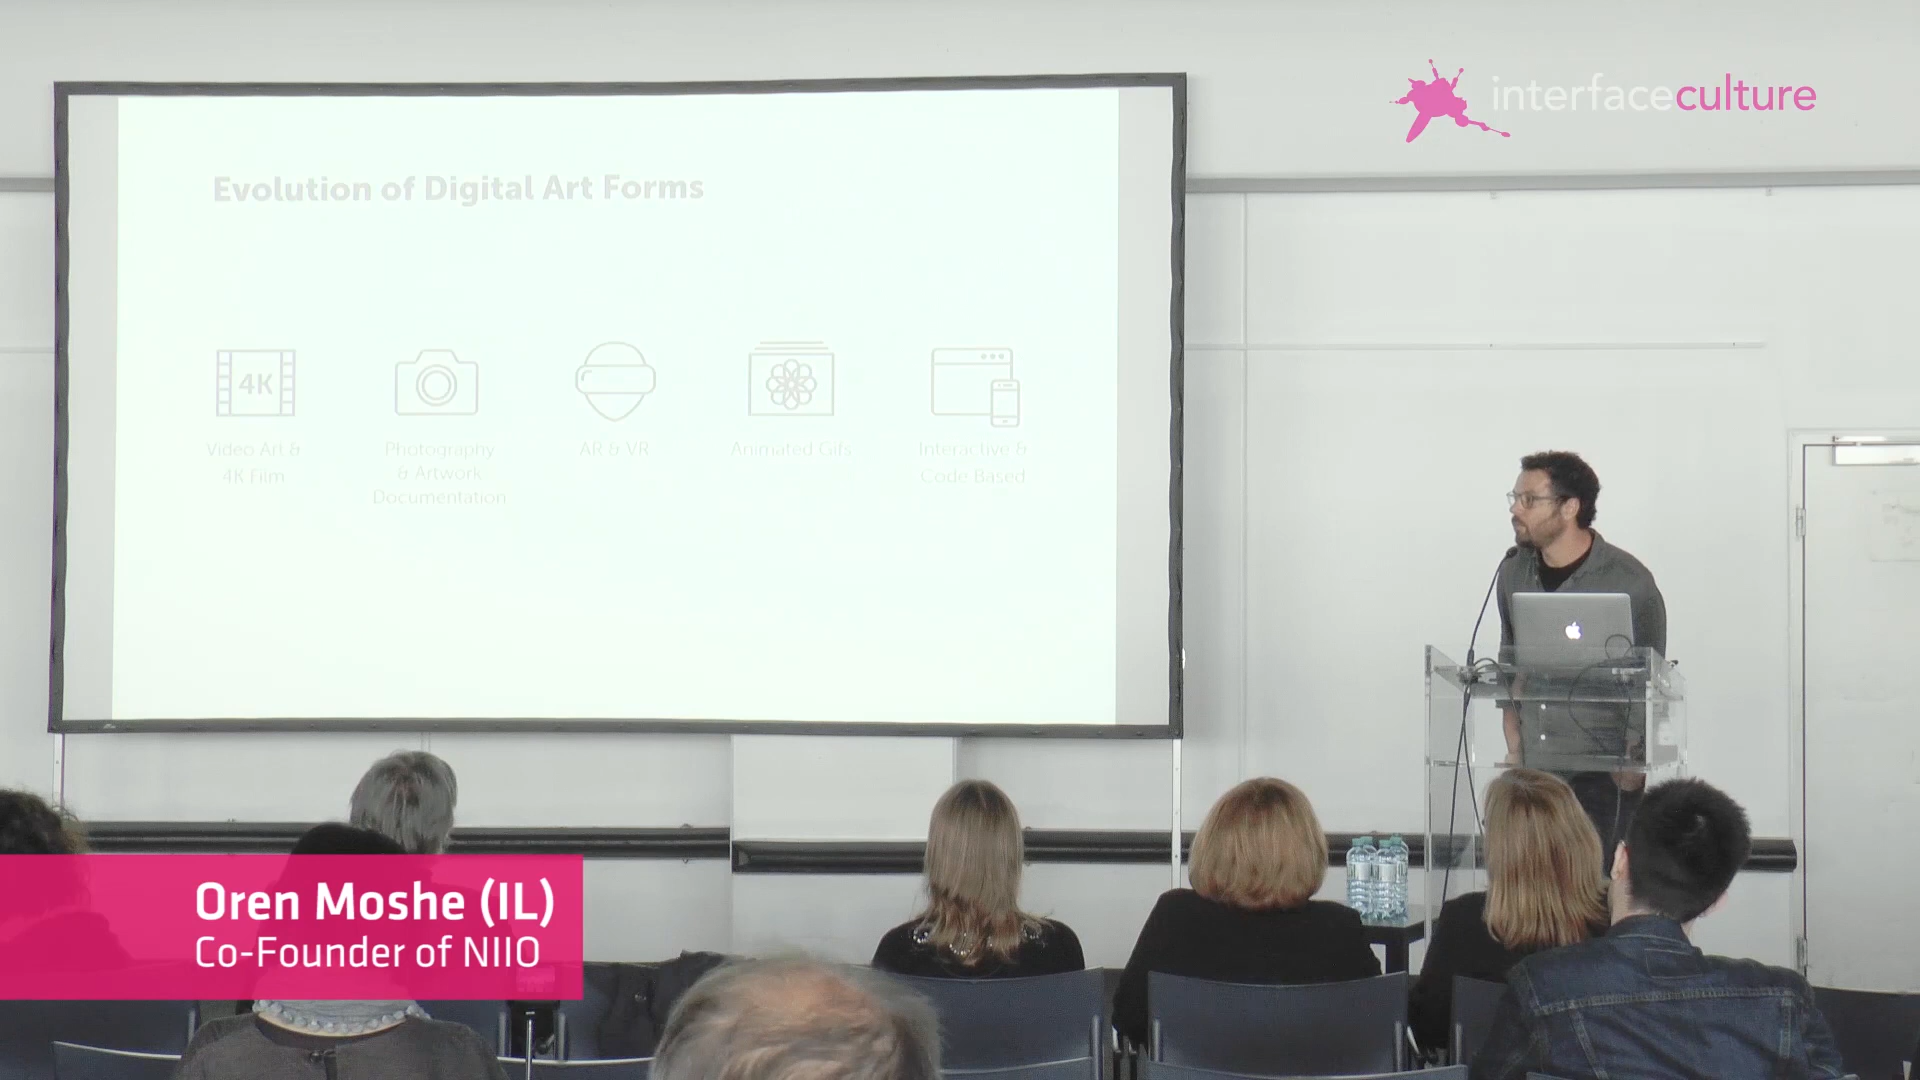 interfaceculture
Evolution of Digital Art Forms
4K
Video Art &
4K Film
Photography
& Artwork
Documentation
AR & VR
Animated Gifs
Interactive &
Code Based
Oren Moshe (IL)
Co-Founder of NIIO